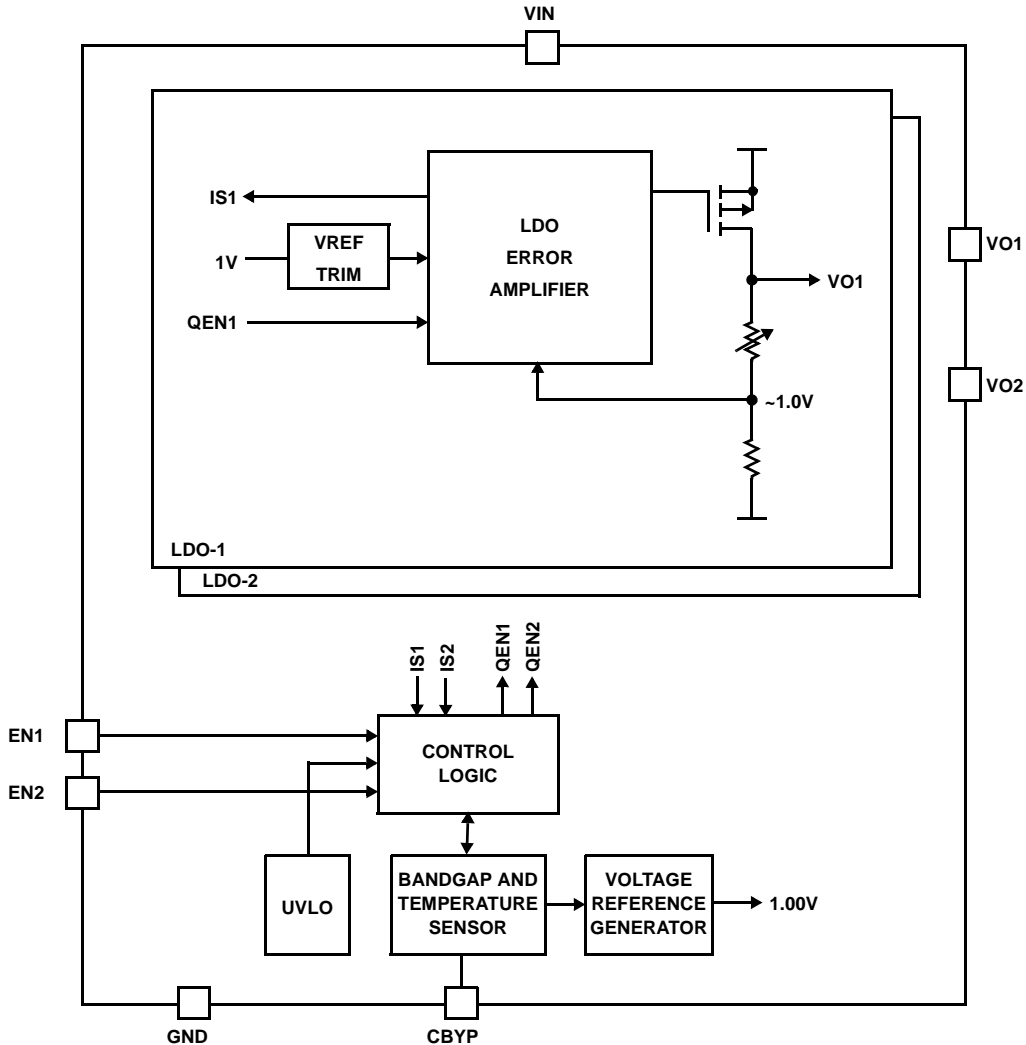 VIN
IS1
LDO
ERROR
AMPLIFIER
VREF
TRIM
1V
QEN1
VO1
~1.0V
LDO-1
LDO-2
VO1
VO2
IS1
IS2
QEN1
QEN2
EN1
EN2
CONTROL
LOGIC
UVLO
BANDGAP AND
TEMPERATURE
SENSOR
VOLTAGE
REFERENCE
GENERATOR
1.00V
GND
CBYP